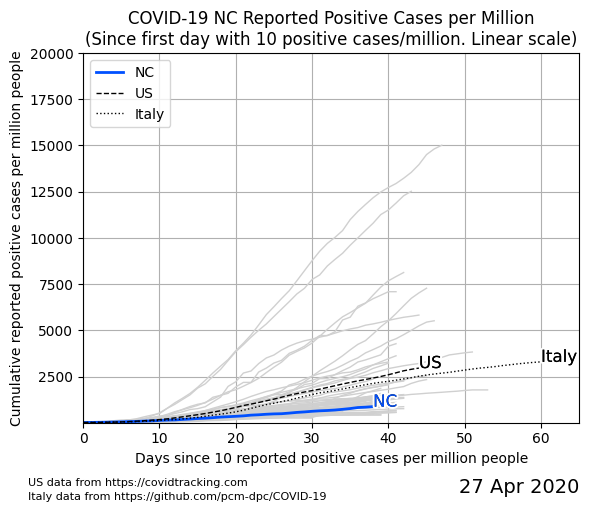 COVID-19 NC Reported Positive Cases per Million
(Since first day with 10 positive cases/million. Linear scale)
Cumulative reported positive cases per million people
20000
17500
15000
12500
10000
7500
5000
2500
NC
US
Italy
US
Italy
NC
0
10
20
30
40
50
60
Days since 10 reported positive cases per million people
US data from https://covidtracking.com
Italy data from https://github.com/pcm-dpc/COVID-19
27 Apr 2020